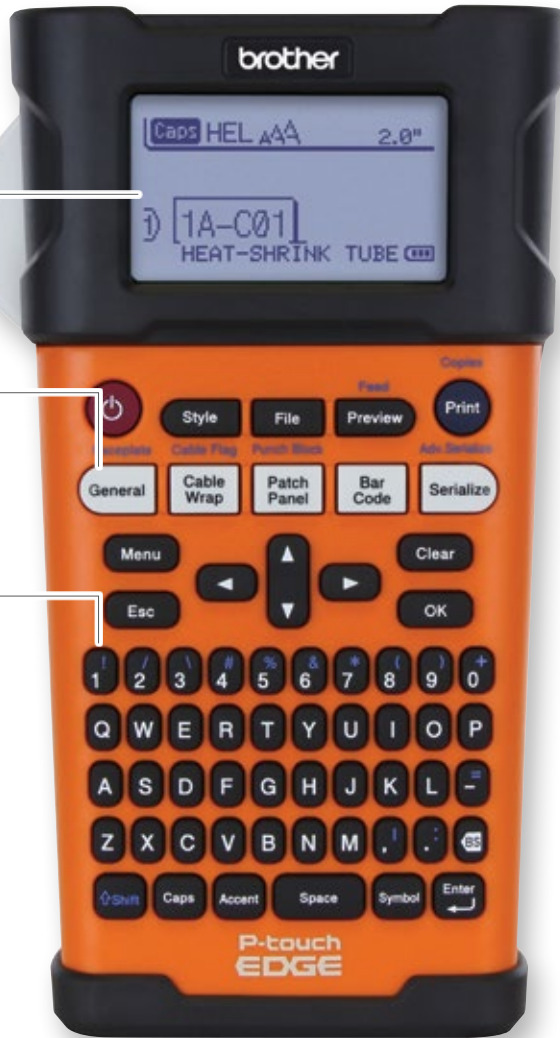 brother
Caps HEL AAA 2.0"
1) 1A-C01
HEAT-SHRINK TUBE
Copies
Feed
Style File Preview Print
Faceplate Cable Flag Punch Block Adv. Serialize
General Cable Wrap Patch Panel Bar Code Serialize
Menu Clear
Esc OK
! / \ # % & * ( ) +
1 2 3 4 5 6 7 8 9 0
Q W E R T Y U I O P
=
A S D F G H J K L -
' :
Z X C V B N M , . BS
Shift Caps Accent Space Symbol Enter
P-touch
EDGE